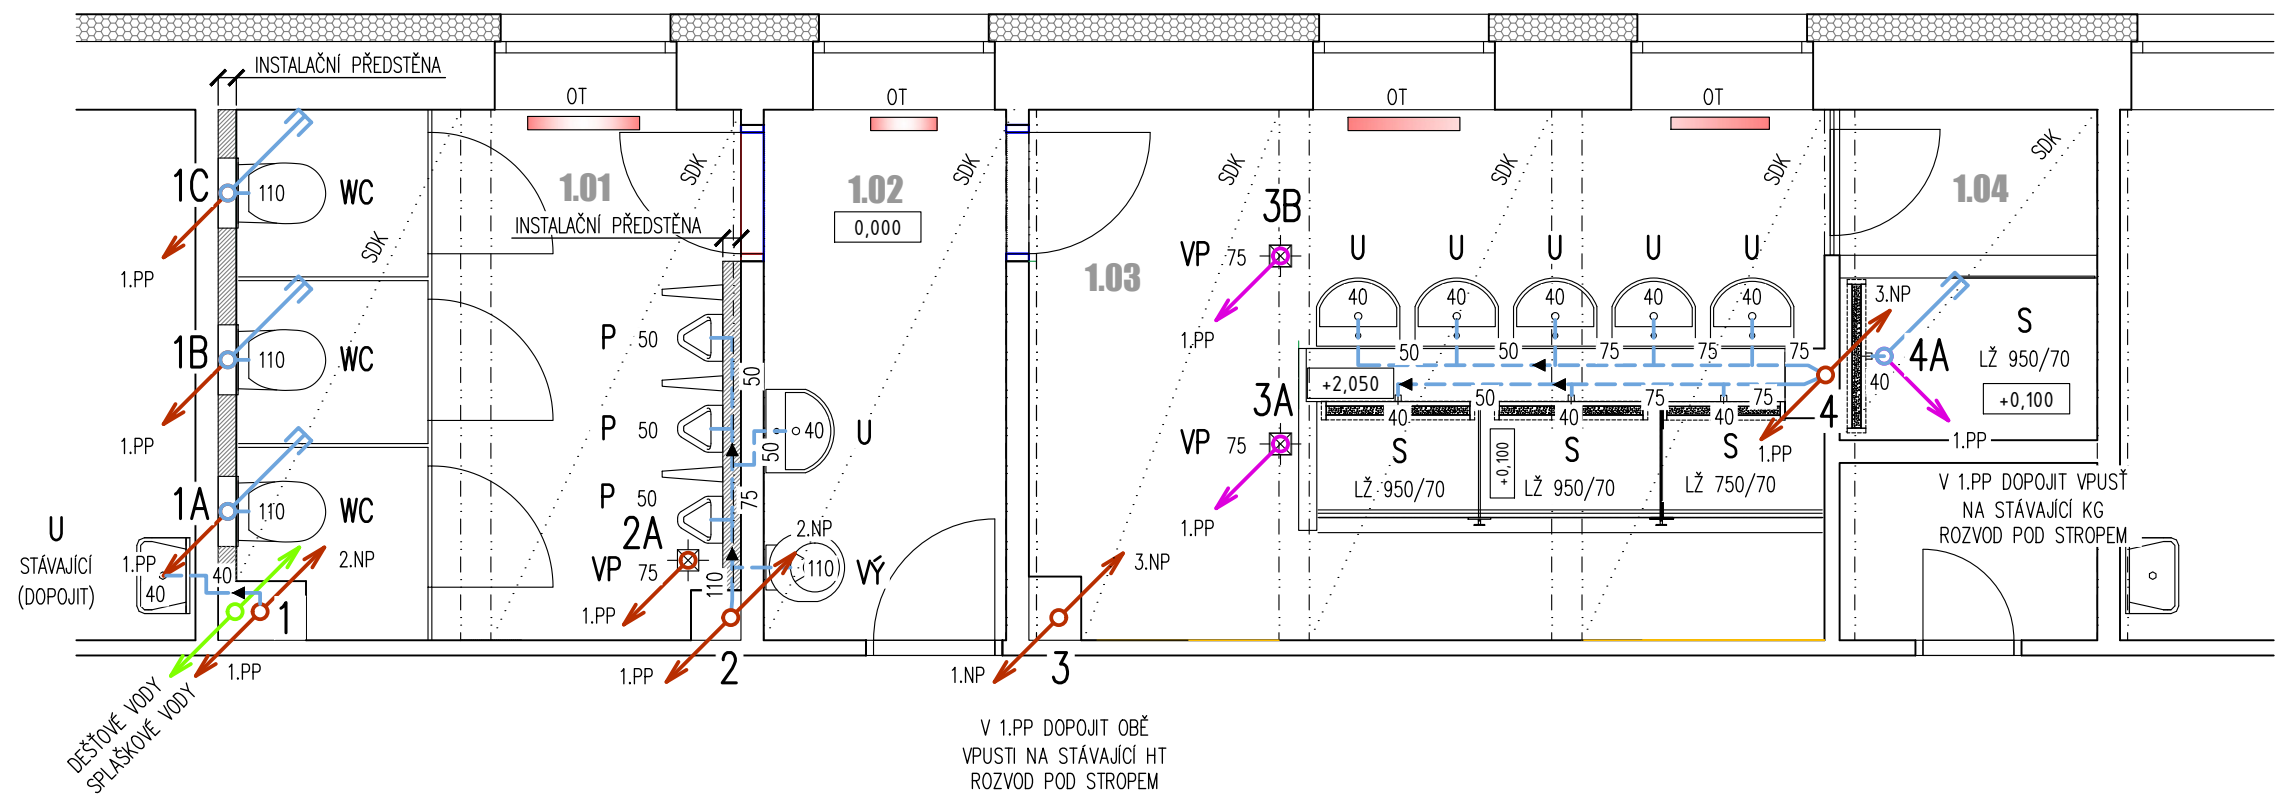 INSTALAČNÍ PŘEDSTĚNA
OT
OT
OT
OT
SDK
SDK
SDK
SDK
SDK
1C
110
WC
1.01
1.02
0,000
1.04
INSTALAČNÍ PŘEDSTĚNA
3B
1.PP
VP 75
1.03
U
U
U
U
U
40
40
40
40
40
3.NP
1B
110
WC
P 50
1.PP
S
LŽ 950/70
+0,100
4A
40
50
50
75
75
75
+2,050
50
75
75
40
40
40
4
3A
VP 75
P 50
50
50
40
U
1.PP
1.PP
1.PP
S
LŽ 950/70
+0,100
S
LŽ 950/70
S
LŽ 750/70
1A
110
WC
P 50
75
1.PP
V 1.PP DOPOJIT VPUSŤ
NA STÁVAJÍCÍ KG
ROZVOD POD STROPEM
U
STÁVAJÍCÍ
(DOPOJIT)
1.PP
40
40
2.NP
2A
VP 75
110
2.NP
110
VÝ
3.NP
1.PP
1
1.PP
1.PP
2
1.NP
3
DEŠŤOVÉ VODY
SPLAŠKOVÉ VODY
V 1.PP DOPOJIT OBĚ
VPUSTI NA STÁVAJÍCÍ HT
ROZVOD POD STROPEM